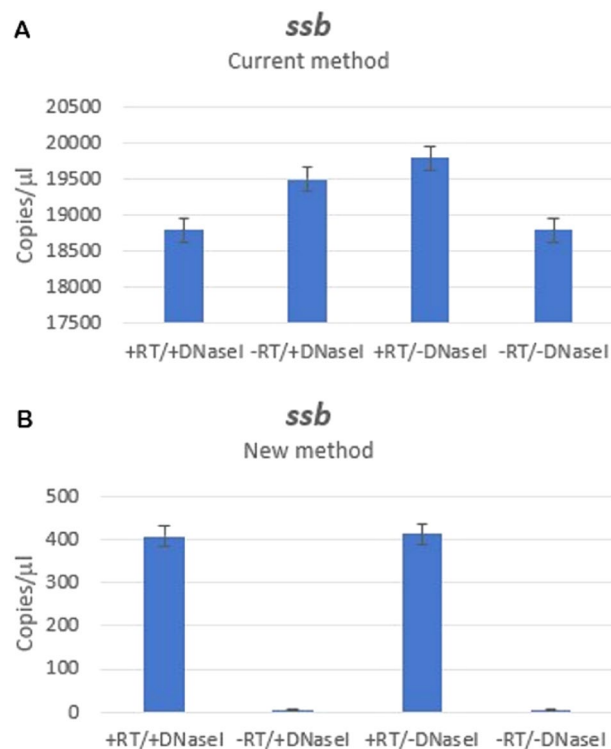 A
ssb
Current method
Copies/µl
20500
20000
19500
19000
18500
18000
17500
+RT/+DNaseI -RT/+DNaseI +RT/-DNaseI -RT/-DNaseI
B
ssb
New method
Copies/µl
500
400
300
200
100
0
+RT/+DNaseI -RT/+DNaseI +RT/-DNaseI -RT/-DNaseI